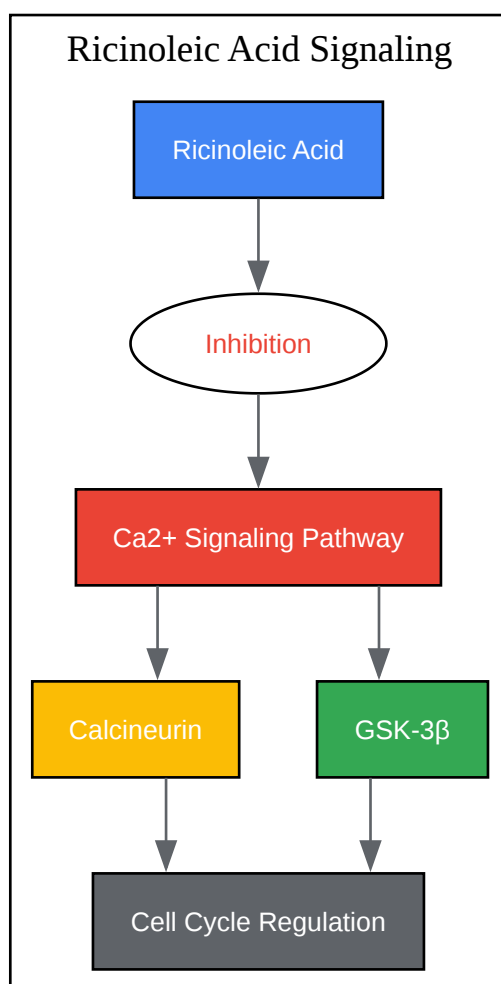 Ricinoleic Acid Signaling
Ricinoleic Acid
Inhibition
Ca2+ Signaling Pathway
Calcineurin
GSK-3β
Cell Cycle Regulation